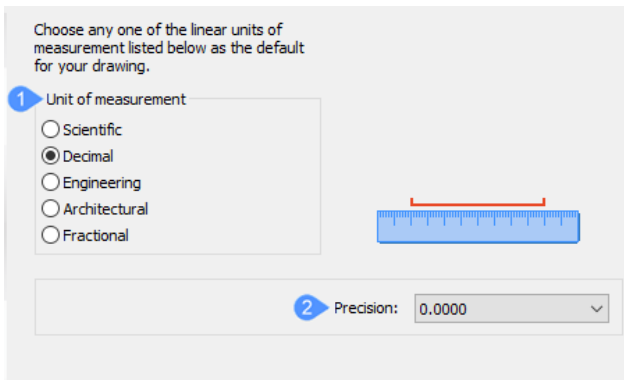 Choose any one of the linear units of
measurement listed below as the default
for your drawing.
1 Unit of measurement
Scientific
Decimal
Engineering
Architectural
Fractional
2 Precision: 0.0000